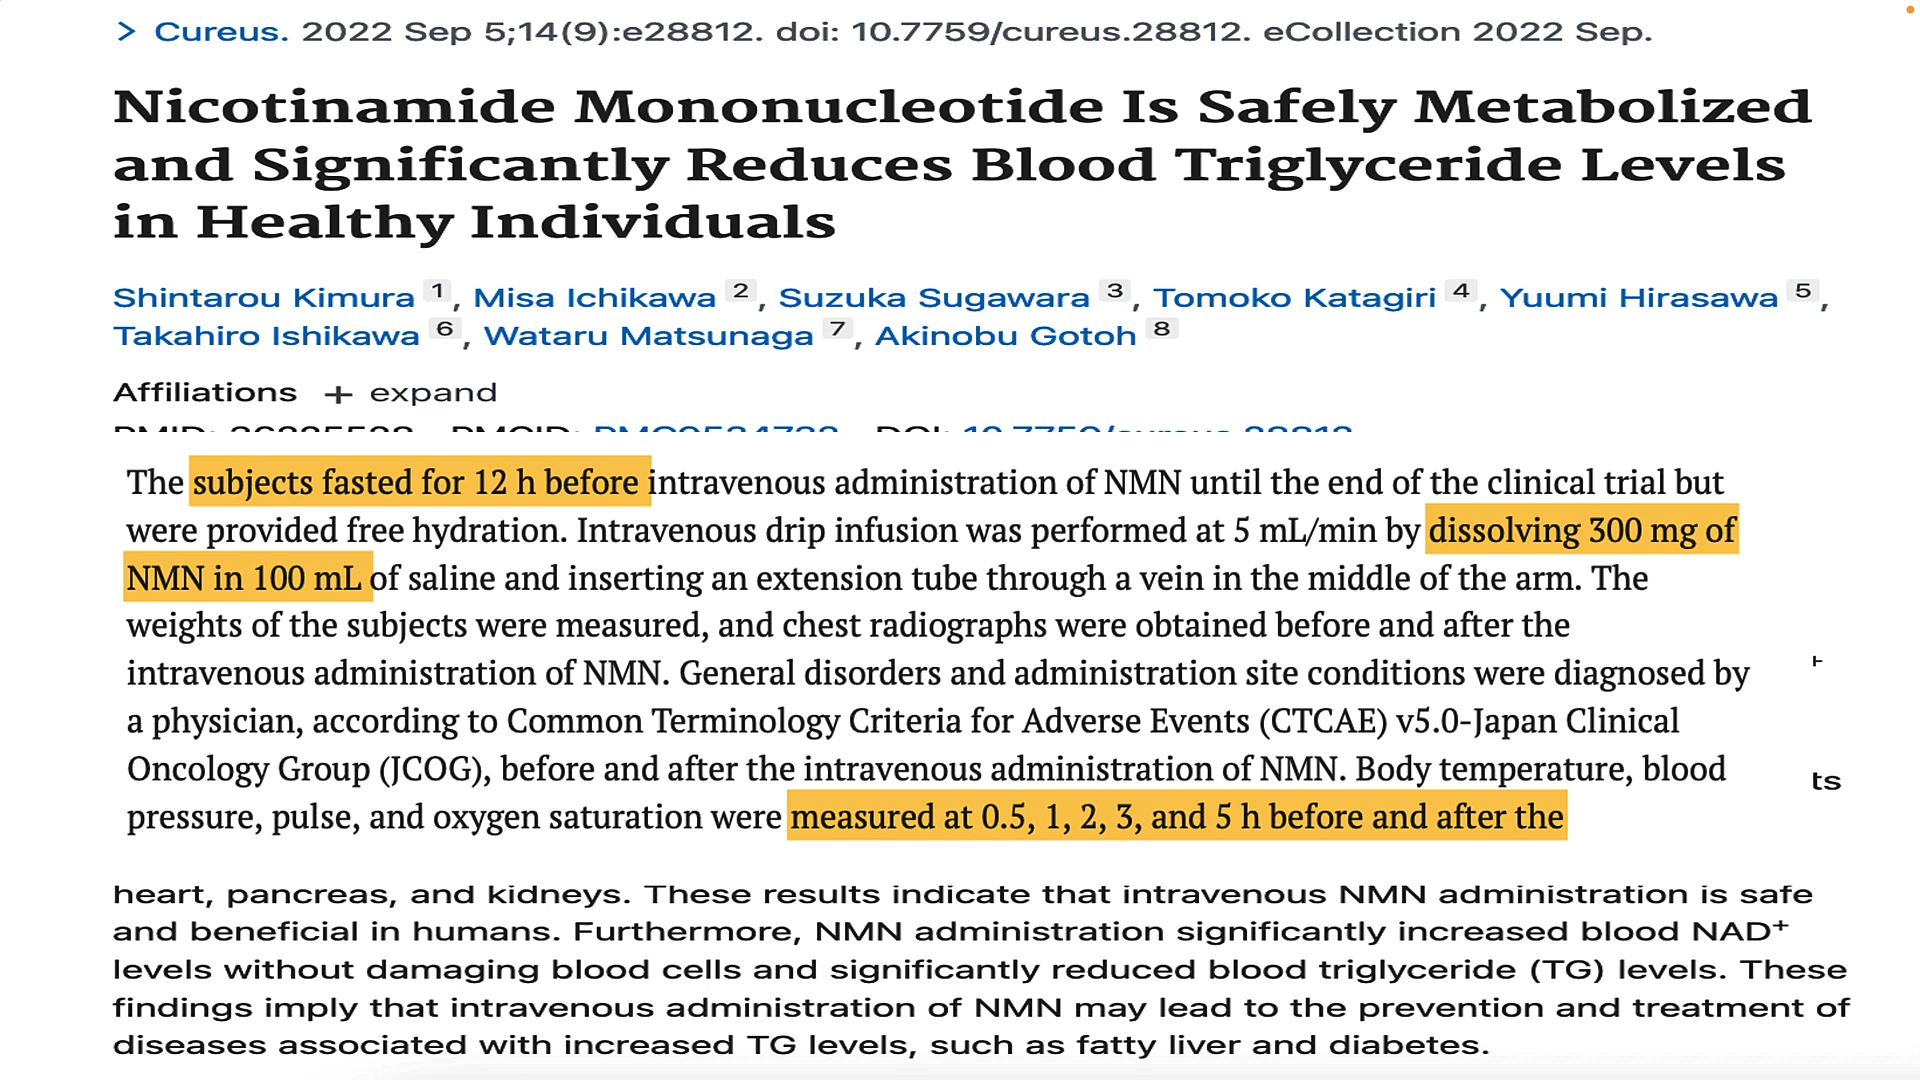 > Cureus. 2022 Sep 5;14(9):e28812. doi: 10.7759/cureus.28812. eCollection 2022 Sep.
Nicotinamide Mononucleotide Is Safely Metabolized
and Significantly Reduces Blood Triglyceride Levels
in Healthy Individuals
Shintarou Kimura 1, Misa Ichikawa 2, Suzuka Sugawara 3, Tomoko Katagiri 4, Yuumi Hirasawa 5,
Takahiro Ishikawa 6, Wataru Matsunaga 7, Akinobu Gotoh 8
Affiliations + expand
The subjects fasted for 12 h before intravenous administration of NMN until the end of the clinical trial but
were provided free hydration. Intravenous drip infusion was performed at 5 mL/min by dissolving 300 mg of
NMN in 100 mL of saline and inserting an extension tube through a vein in the middle of the arm. The
weights of the subjects were measured, and chest radiographs were obtained before and after the
intravenous administration of NMN. General disorders and administration site conditions were diagnosed by
a physician, according to Common Terminology Criteria for Adverse Events (CTCAE) v5.0-Japan Clinical
Oncology Group (JCOG), before and after the intravenous administration of NMN. Body temperature, blood
ts
pressure, pulse, and oxygen saturation were measured at 0.5, 1, 2, 3, and 5 h before and after the
heart, pancreas, and kidneys. These results indicate that intravenous NMN administration is safe
and beneficial in humans. Furthermore, NMN administration significantly increased blood NAD⁺
levels without damaging blood cells and significantly reduced blood triglyceride (TG) levels. These
findings imply that intravenous administration of NMN may lead to the prevention and treatment of
diseases associated with increased TG levels, such as fatty liver and diabetes.